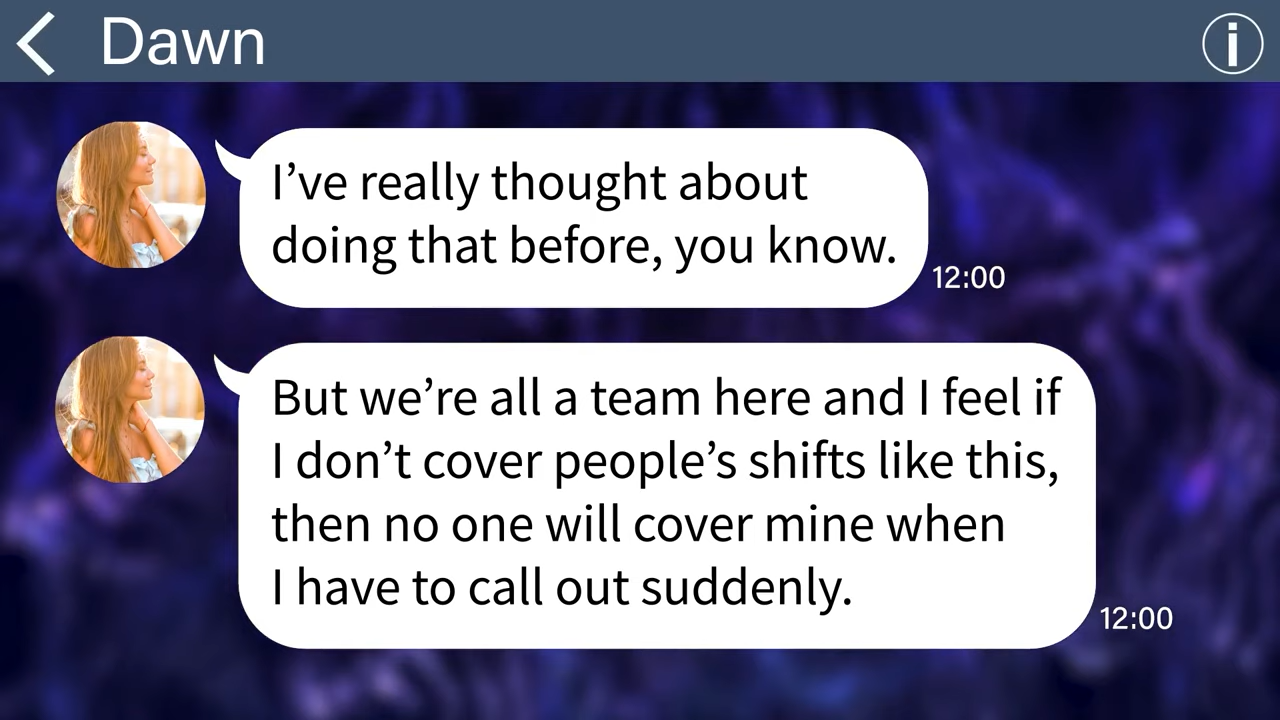 Dawn
I’ve really thought about
doing that before, you know.
12:00
But we’re all a team here and I feel if
I don’t cover people’s shifts like this,
then no one will cover mine when
I have to call out suddenly.
12:00